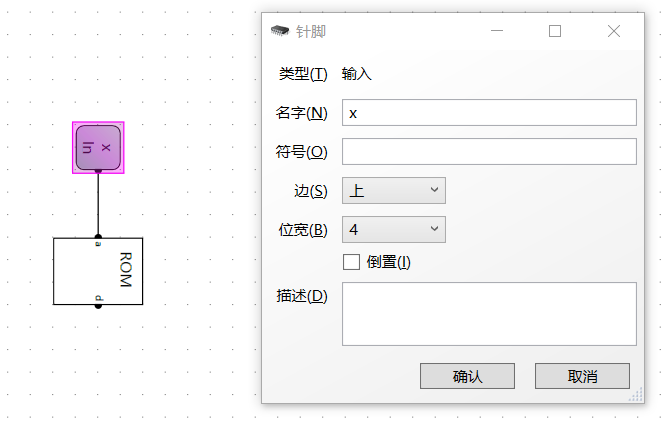 x
In
a
ROM
d
针脚
类型(T) 输入
名字(N) x
符号(O)
边(S) 上
位宽(B) 4
倒置(I)
描述(D)
确认 取消